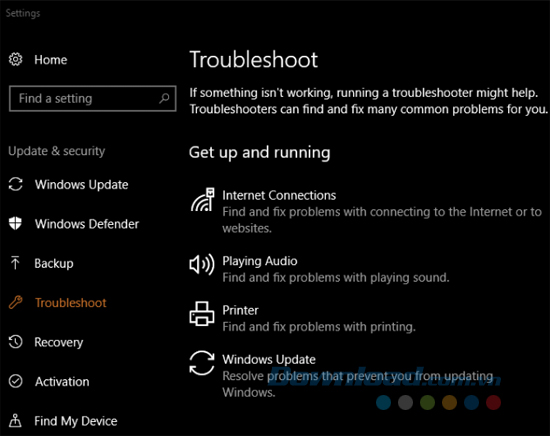 Settings
Home
Find a setting
Update & security
Windows Update
Windows Defender
Backup
Troubleshoot
Recovery
Activation
Find My Device
Troubleshoot
If something isn't working, running a troubleshooter might help.
Troubleshooters can find and fix many common problems for you.
Get up and running
Internet Connections
Find and fix problems with connecting to the Internet or to
websites.
Playing Audio
Find and fix problems with playing sound.
Printer
Find and fix problems with printing.
Windows Update
Resolve problems that prevent you from updating
Windows.
Download.com.vn